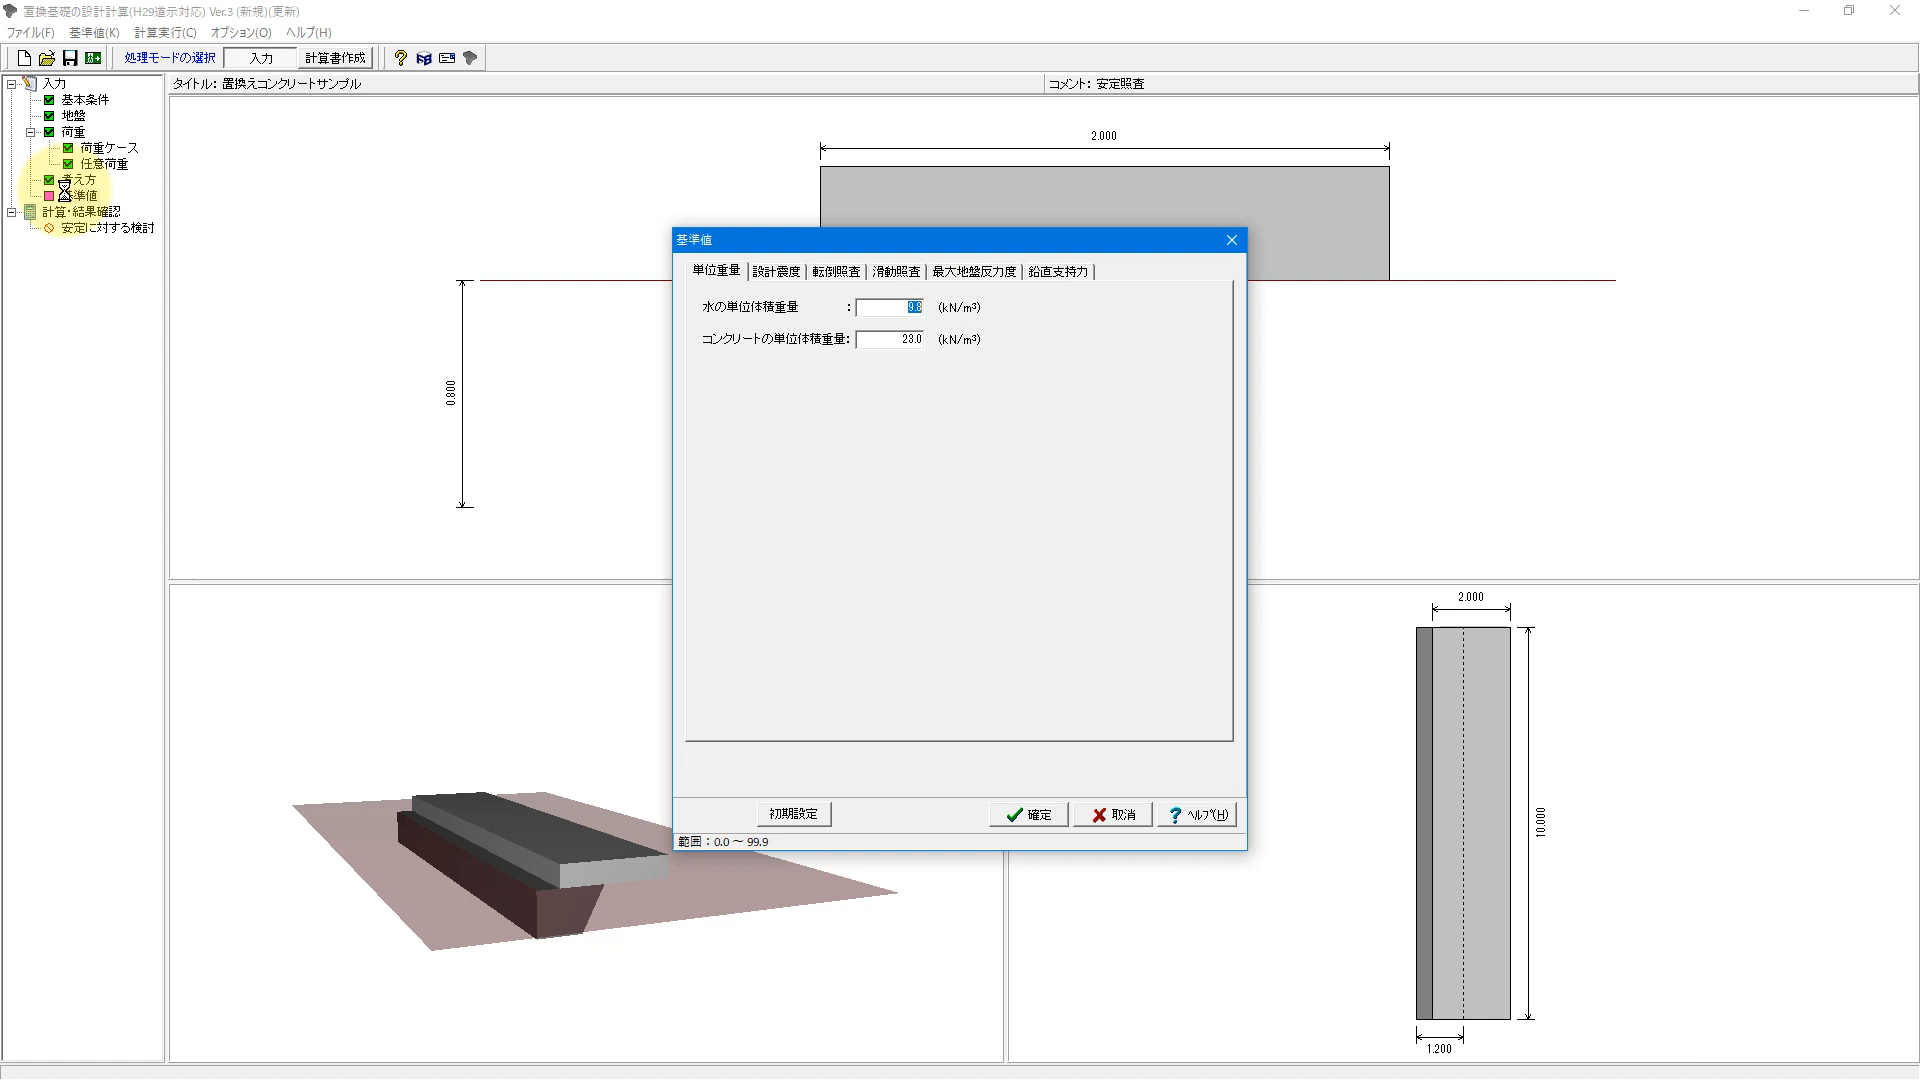 置換基礎の設計計算(H29道示対応) Ver.3 (新規)(更新)
ファイル(F) 基準値(K) 計算実行(C) オプション(O) ヘルプ(H)
処理モードの選択 入力 計算書作成
入力
基本条件
地盤
荷重
荷重ケース
任意荷重
考え方
基準値
計算・結果確認
安定に対する検討
タイトル: 置換えコンクリートサンプル
コメント: 安定照査
2.000
0.800
基準値
単位重量 設計震度 転倒照査 滑動照査 最大地盤反力度 鉛直支持力
水の単位体積重量 : 9.8 (kN/m³)
コンクリートの単位体積重量: 23.0 (kN/m³)
初期設定 確定 取消 ヘルプ(H)
範囲:0.0 ～ 99.9
2.000
10.000
1.200